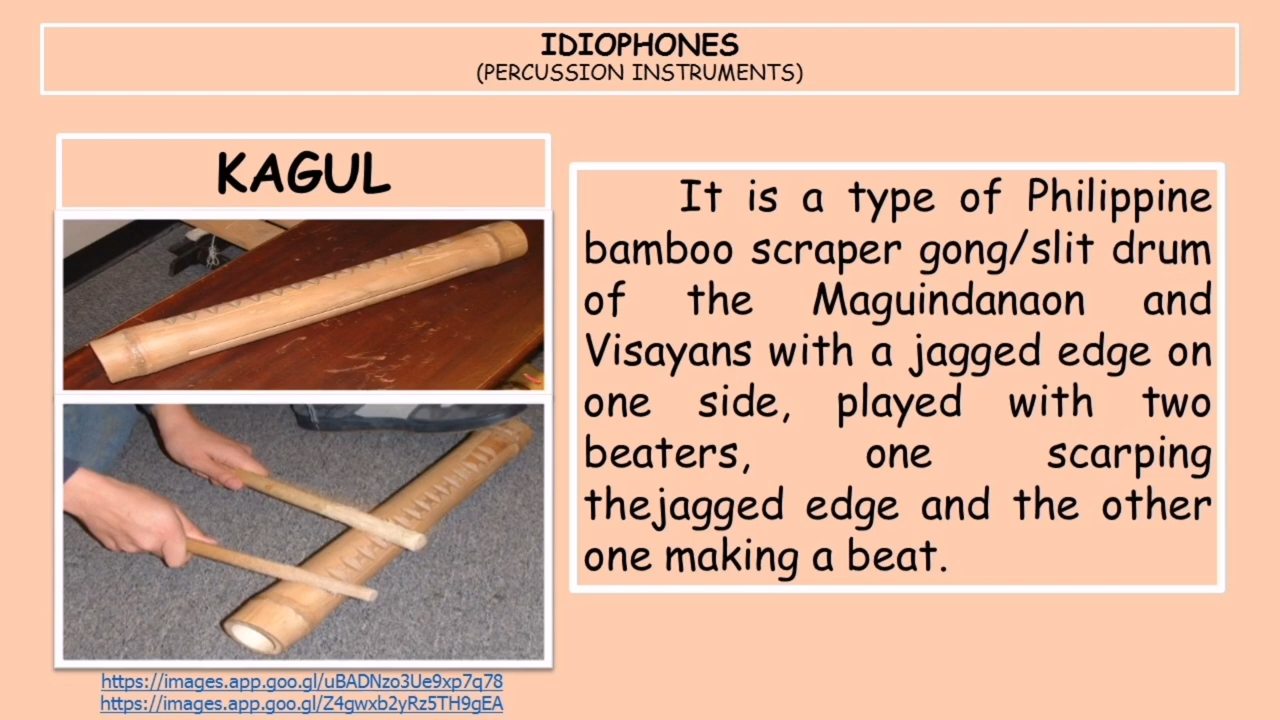 IDIOPHONES
(PERCUSSION INSTRUMENTS)
KAGUL
It is a type of Philippine
bamboo scraper gong/slit drum
of the Maguindanaon and
Visayans with a jagged edge on
one side, played with two
beaters, one scarping
thejagged edge and the other
one making a beat.
https://images.app.goo.gl/uBADNzo3Ue9xp7q78
https://images.app.goo.gl/Z4gwxb2yRz5TH9gEA